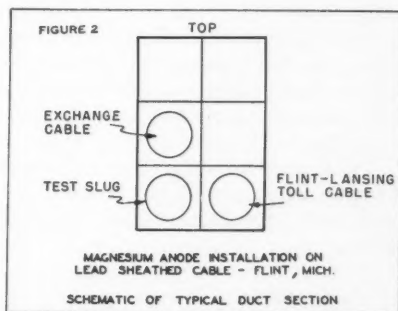 FIGURE 2
TOP
EXCHANGE
CABLE
TEST SLUG
FLINT-LANSING
TOLL CABLE
MAGNESIUM ANODE INSTALLATION ON
LEAD SHEATHED CABLE - FLINT, MICH.
SCHEMATIC OF TYPICAL DUCT SECTION